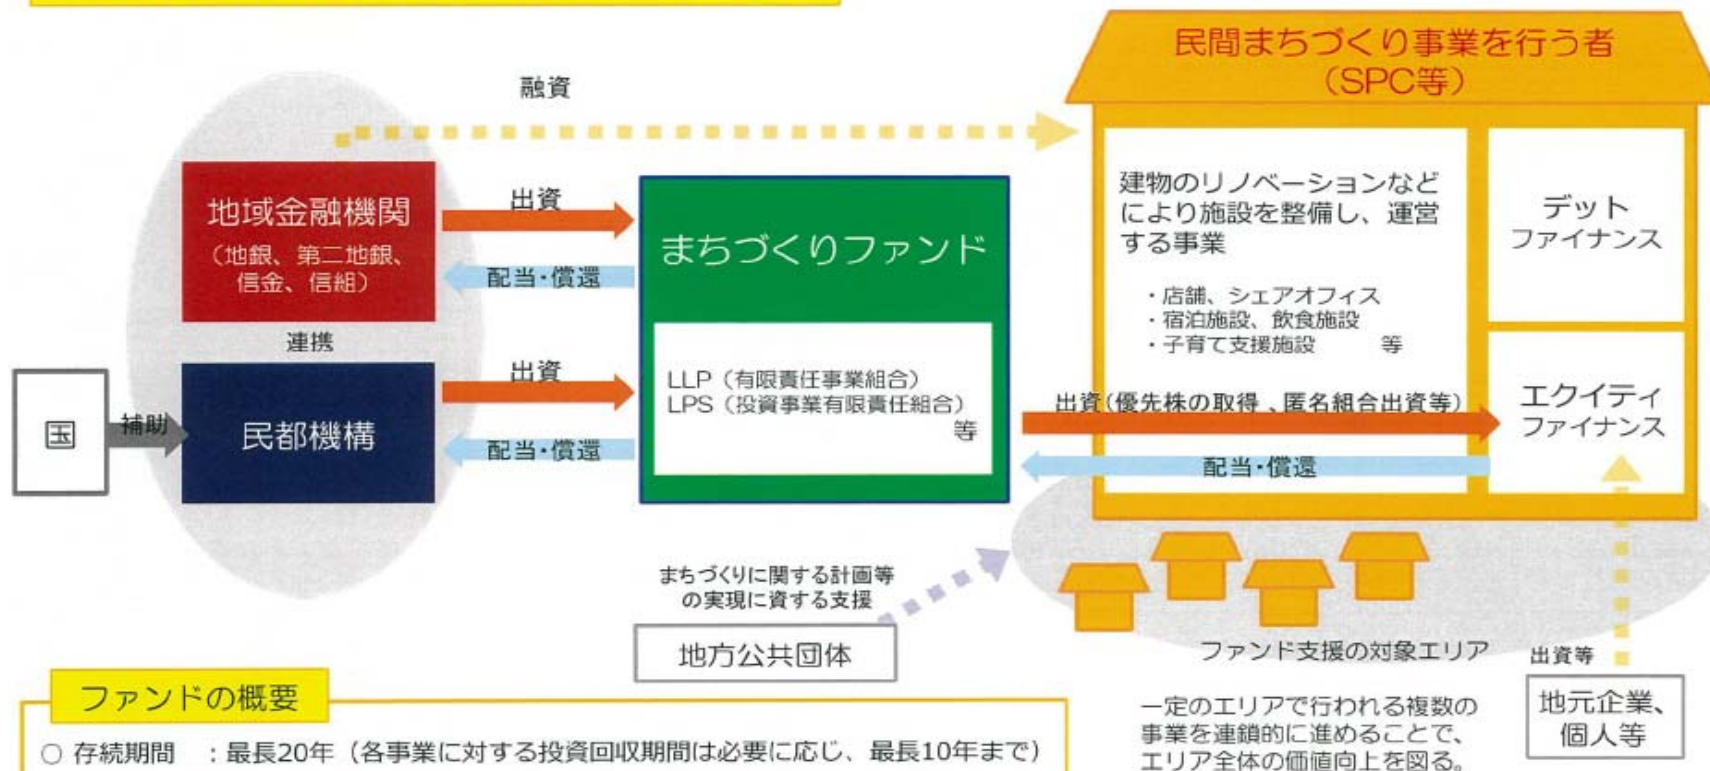 民間まちづくり事業を行う者
(SPC等)
融資
地域金融機関
(地銀、第二地銀、
信金、信組)
出資
配当・償還
連携
国
補助
民都機構
出資
配当・償還
まちづくりファンド
LLP(有限責任事業組合)
LPS(投資事業有限責任組合)
等
建物のリノベーションなど
により施設を整備し、運営
する事業
・店舗、シェアオフィス
・宿泊施設、飲食施設
・子育て支援施設 等
デット
ファイナンス
エクイティ
ファイナンス
出資(優先株の取得、匿名組合出資等)
配当・償還
まちづくりに関する計画等
の実現に資する支援
地方公共団体
ファンド支援の対象エリア
出資等
地元企業、
個人等
一定のエリアで行われる複数の
事業を連鎖的に進めることで、
エリア全体の価値向上を図る。
ファンドの概要
○ 存続期間 :最長20年(各事業に対する投資回収期間は必要に応じ、最長10年まで)